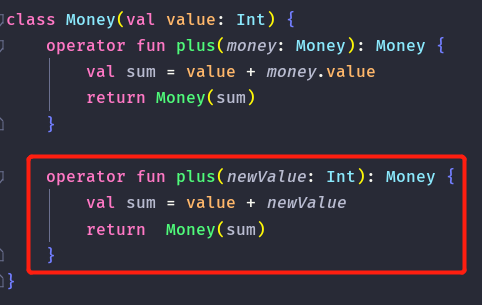 class Money(val value: Int) {
    operator fun plus(money: Money): Money {
        val sum = value + money.value
        return Money(sum)
    }
    operator fun plus(newValue: Int): Money {
        val sum = value + newValue
        return  Money(sum)
    }
}